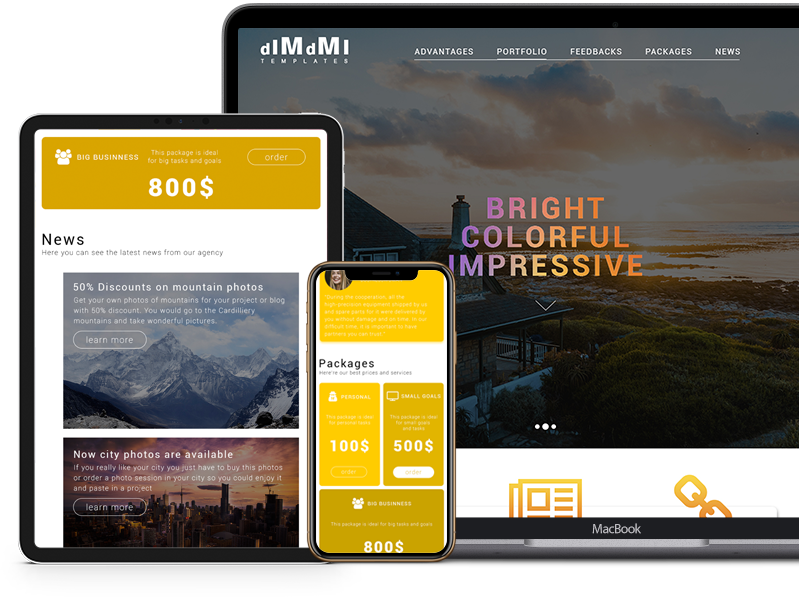 dIMdMI
TEMPLATES
ADVANTAGES PORTFOLIO FEEDBACKS PACKAGES NEWS
BRIGHT
COLORFUL
IMPRESSIVE
MacBook
BIG BUSINNESS
This package is ideal
for big tasks and goals
order
800$
News
Here you can see the latest news from our agency
50% Discounts on mountain photos
Get your own photos of mountains for your project or blog
with 50% discount. You would go to the Cardilliery
mountains and take wonderful pictures.
learn more
Now city photos are available
If you really like your city you just have to buy this photos
or order a photo session in your city so you could enjoy it
and paste in a project
learn more
"During the cooperation, all the
high-precision equipment shipped by us
and spare parts for it were delivered by
you without damage and on time. In our
difficult time, it is important to have
partners you can trust."
Packages
Here're our best prices and services
PERSONAL
This package is idea
for personal tasks
100$
order
SMALL GOALS
This package is idea
for small goals
and tasks
500$
order
BIG BUSINNESS
This package is ideal for big tasks and goals
800$